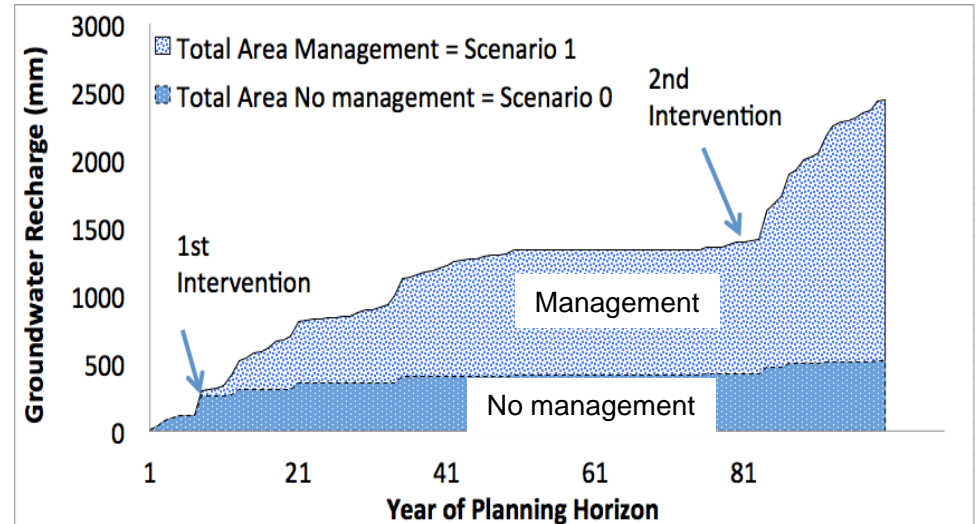 Groundwater Recharge (mm)
3000
2500
2000
1500
1000
500
0
Total Area Management = Scenario 1
Total Area No management = Scenario 0
1st
Intervention
2nd
Intervention
Management
No management
1 21 41 61 81
Year of Planning Horizon